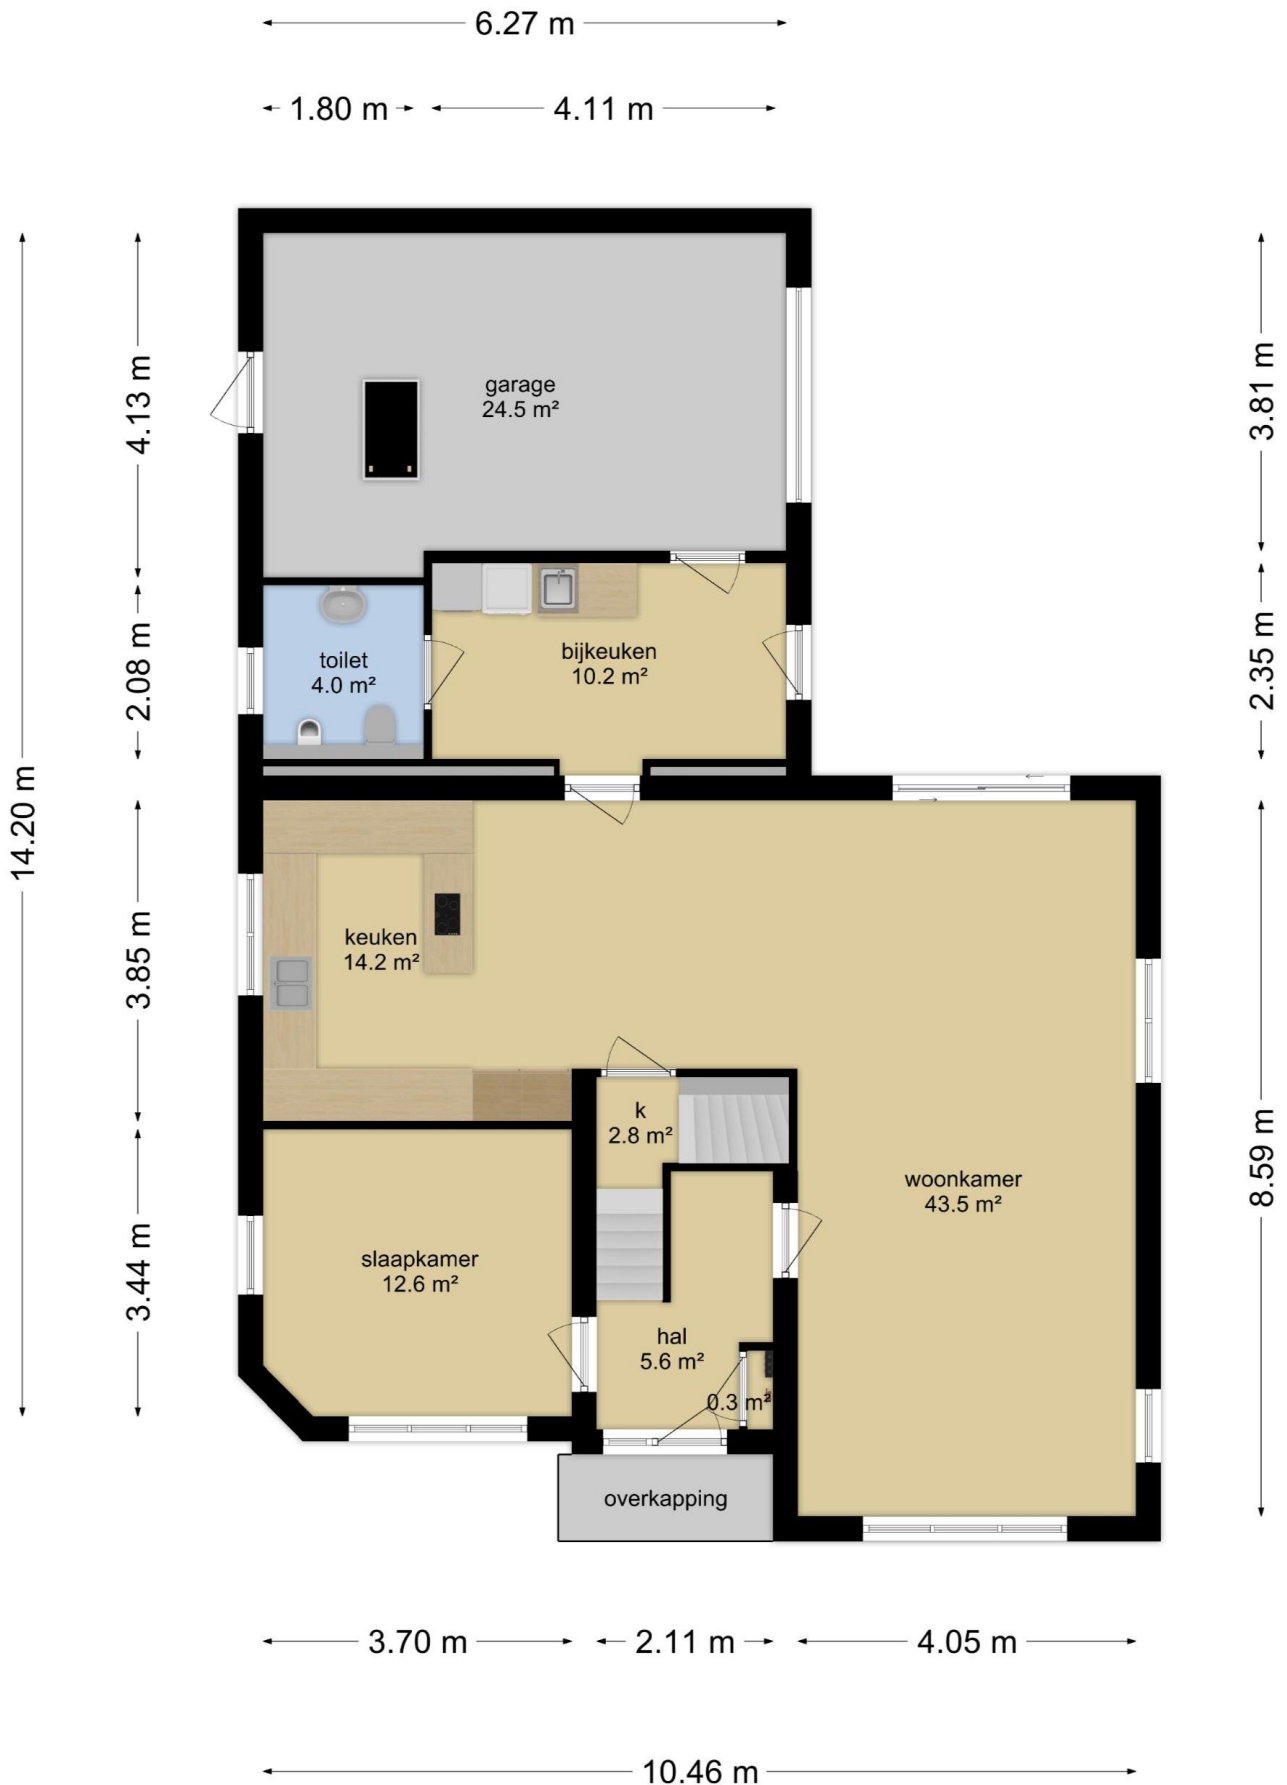 6.27 m
1.80 m
4.11 m
14.20 m
4.13 m
2.08 m
3.85 m
3.44 m
3.81 m
2.35 m
8.59 m
garage
24.5 m²
toilet
4.0 m²
bijkeuken
10.2 m²
keuken
14.2 m²
k
2.8 m²
woonkamer
43.5 m²
slaapkamer
12.6 m²
hal
5.6 m²
0.3 m²
overkapping
3.70 m
2.11 m
4.05 m
10.46 m